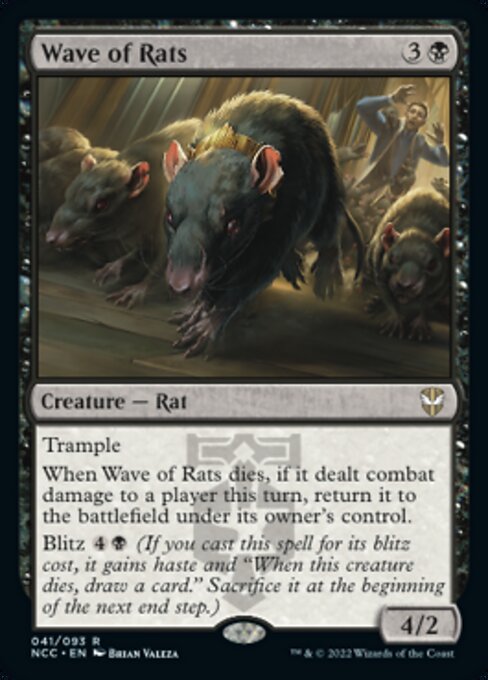 Wave of Rats 3
Creature — Rat
Trample
When Wave of Rats dies, if it dealt combat
damage to a player this turn, return it to
the battlefield under its owner's control.
Blitz 4 (If you cast this spell for its blitz
cost, it gains haste and “When this creature
dies, draw a card.” Sacrifice it at the beginning
of the next end step.)
4/2
041/093 R
NCC • EN Brian Valeza
™ & © 2022 Wizards of the Coast